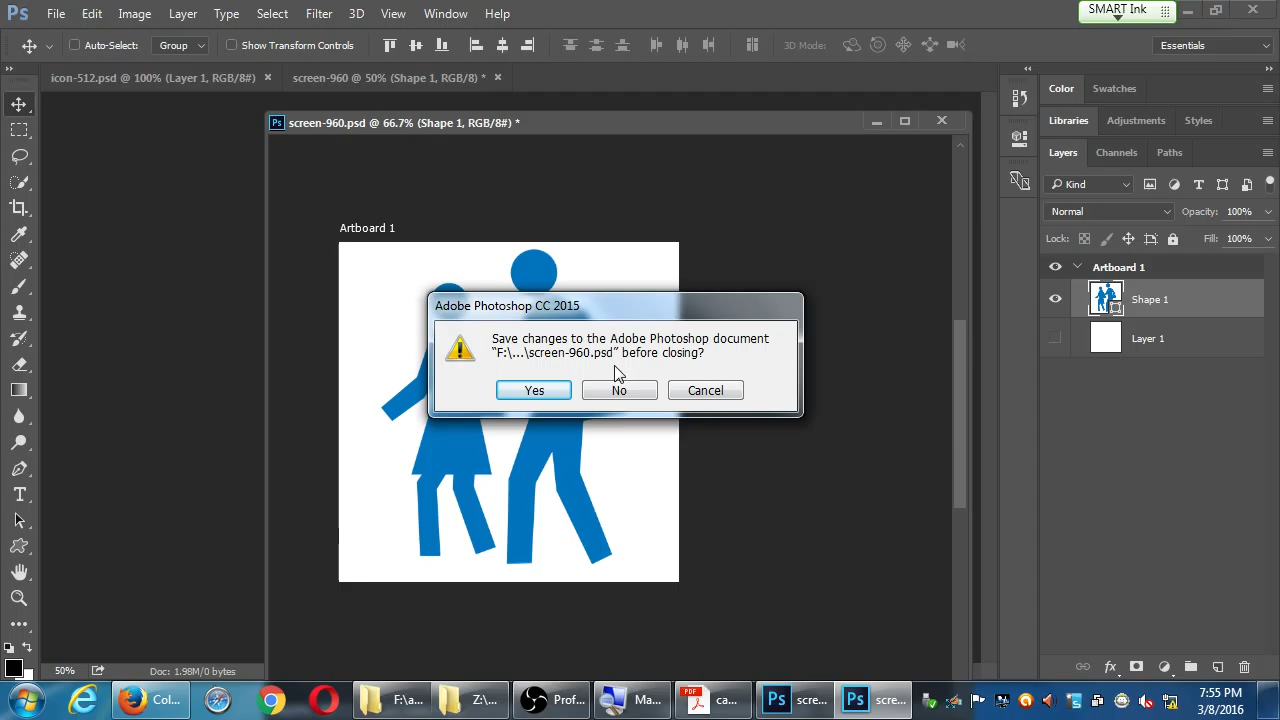 Ps File Edit Image Layer Type Select Filter 3D View Window Help
SMART Ink
Auto-Select: Group Show Transform Controls 3D Mode: Essentials
icon-512.psd @ 100% (Layer 1, RGB/8#) × screen-960 @ 50% (Shape 1, RGB/8) * ×
Color Swatches
Ps screen-960.psd @ 66.7% (Shape 1, RGB/8#) *
Libraries Adjustments Styles
Layers Channels Paths
Kind
Normal Opacity: 100%
Artboard 1
Lock: Fill: 100%
Artboard 1
Shape 1
Layer 1
Adobe Photoshop CC 2015
Save changes to the Adobe Photoshop document
“F:\...\screen-960.psd” before closing?
Yes No Cancel
50% Doc: 1.98M/0 bytes
fx
Col... F:\a... Z:\... Prof... Ma... PDF ca... Ps scre... Ps scre...
7:55 PM
3/8/2016